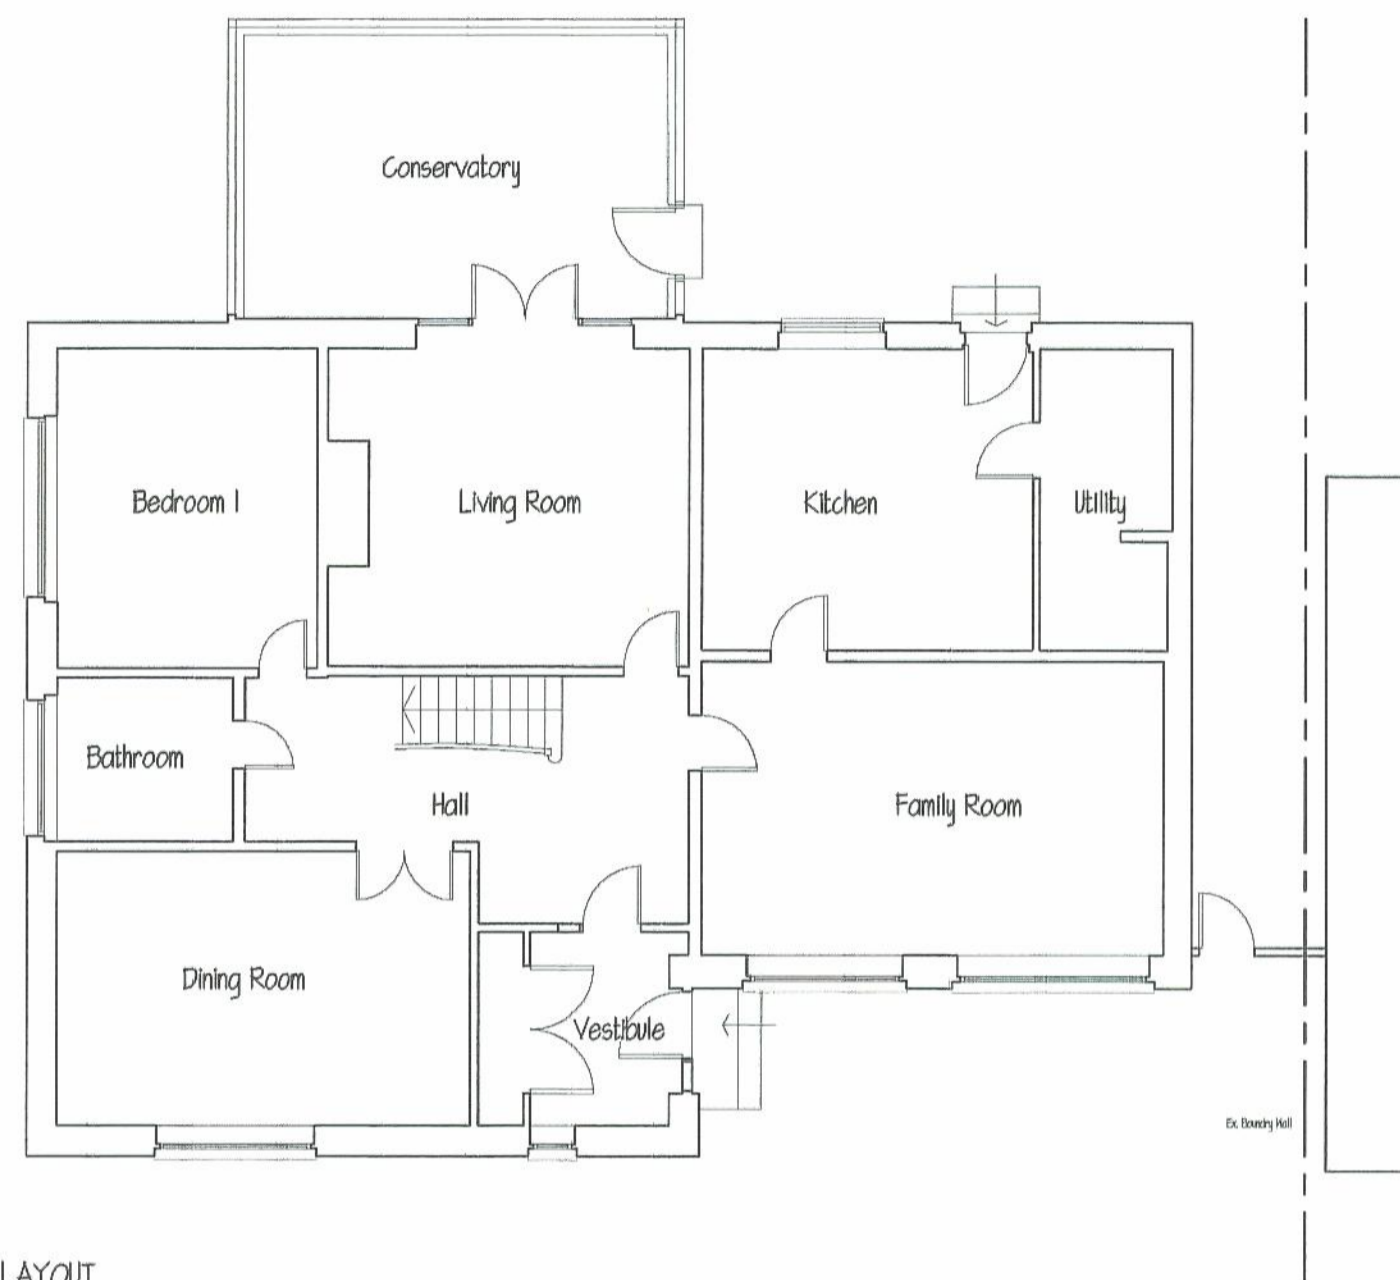 Conservatory
Bedroom 1
Living Room
Kitchen
Utility
Bathroom
Hall
Family Room
Dining Room
Vestibule
Ex. Boundry Wall
LAYOUT